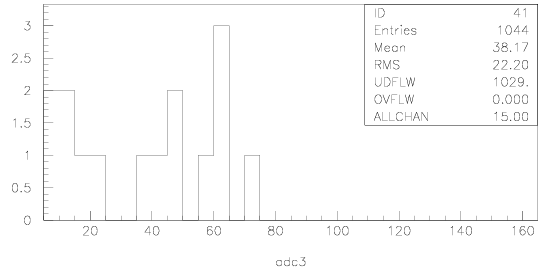 ID 41
Entries 1044
Mean 38.17
RMS 22.20
UDFLW 1029.
OVFLW 0.000
ALLCHAN 15.00
3
2.5
2
1.5
1
0.5
0
20 40 60 80 100 120 140 160
adc3